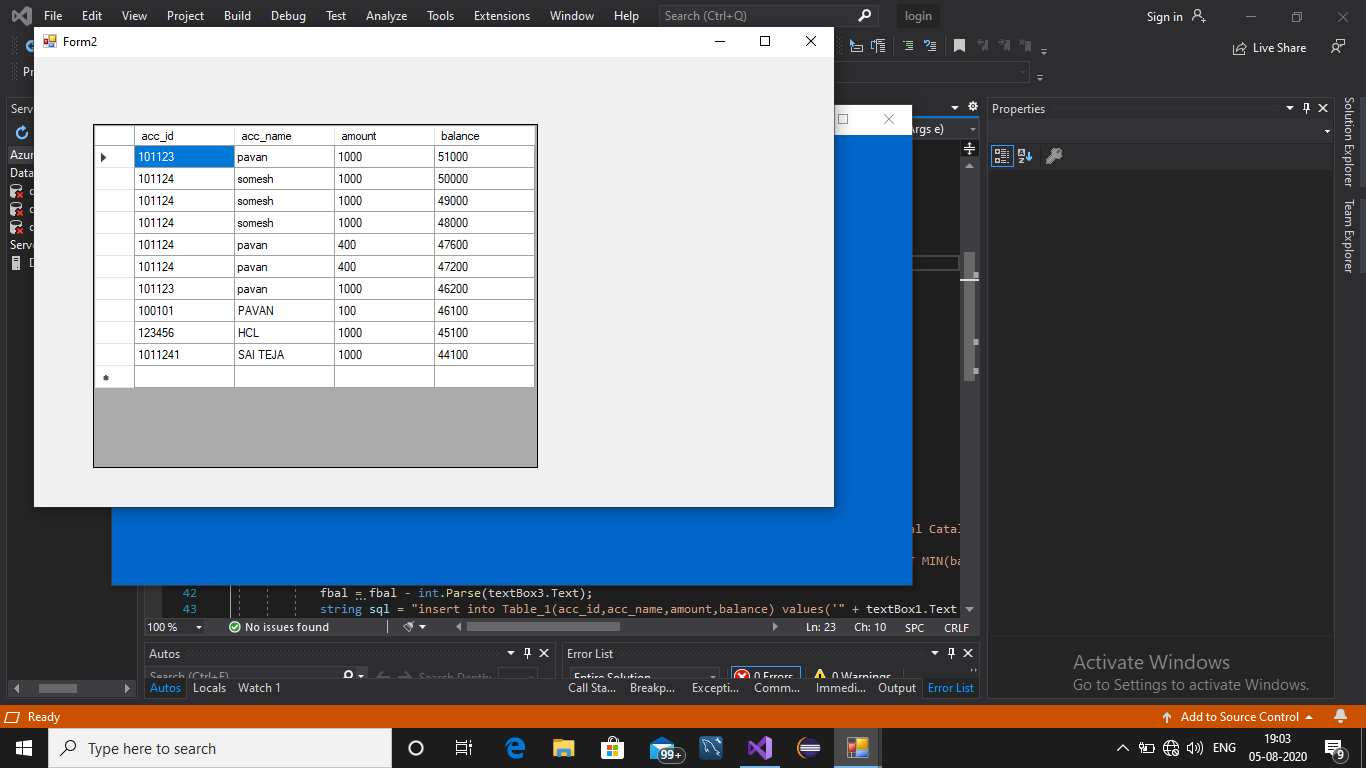 File Edit View Project Build Debug Test Analyze Tools Extensions Window Help Search (Ctrl+Q) login Sign in
Form2
Live Share
acc_id acc_name amount balance
101123 pavan 1000 51000
101124 somesh 1000 50000
101124 somesh 1000 49000
101124 somesh 1000 48000
101124 pavan 400 47600
101124 pavan 400 47200
101123 pavan 1000 46200
100101 PAVAN 100 46100
123456 HCL 1000 45100
1011241 SAI TEJA 1000 44100
Args e)
Properties
Solution Explorer
Team Explorer
MIN(ba
42 fbal = fbal - int.Parse(textBox3.Text);
43 string sql = "insert into Table_1(acc_id,acc_name,amount,balance) values('" + textBox1.Text
100 % No issues found Ln: 23 Ch: 10 SPC CRLF
Autos
Search (Ctrl+E) Search Depth:
Autos Locals Watch 1
Error List
Entire Solution 0 Errors 0 Warnings
Call Sta... Breakp... Excepti... Comm... Immedi... Output Error List
Activate Windows
Go to Settings to activate Windows.
Ready Add to Source Control
Type here to search 99+ ENG 19:03
05-08-2020 9